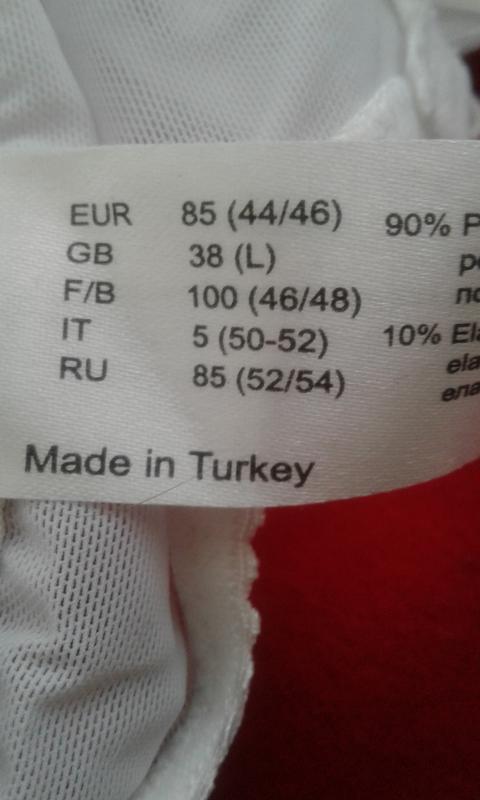 EUR 85 (44/46)
GB 38 (L)
F/B 100 (46/48)
IT 5 (50-52)
RU 85 (52/54)
Made in Turkey
90%
10%